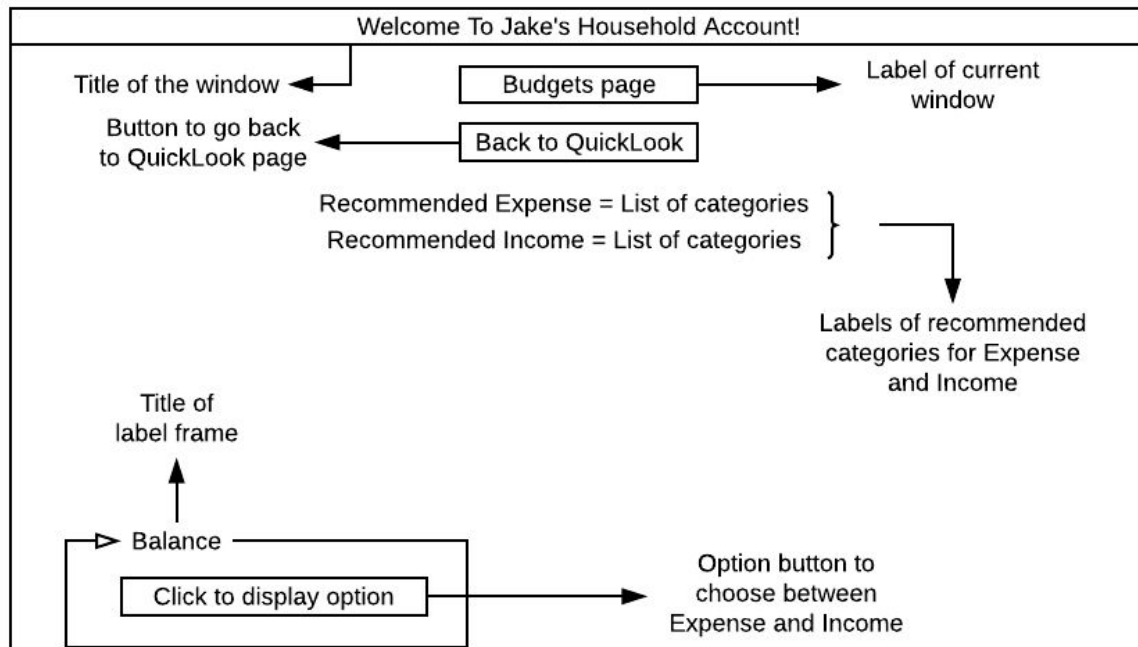 Welcome To Jake's Household Account!
Title of the window
Budgets page
Label of current
window
Button to go back
to QuickLook page
Back to QuickLook
Recommended Expense = List of categories
Recommended Income = List of categories
Labels of recommended
categories for Expense
and Income
Title of
label frame
Balance
Click to display option
Option button to
choose between
Expense and Income